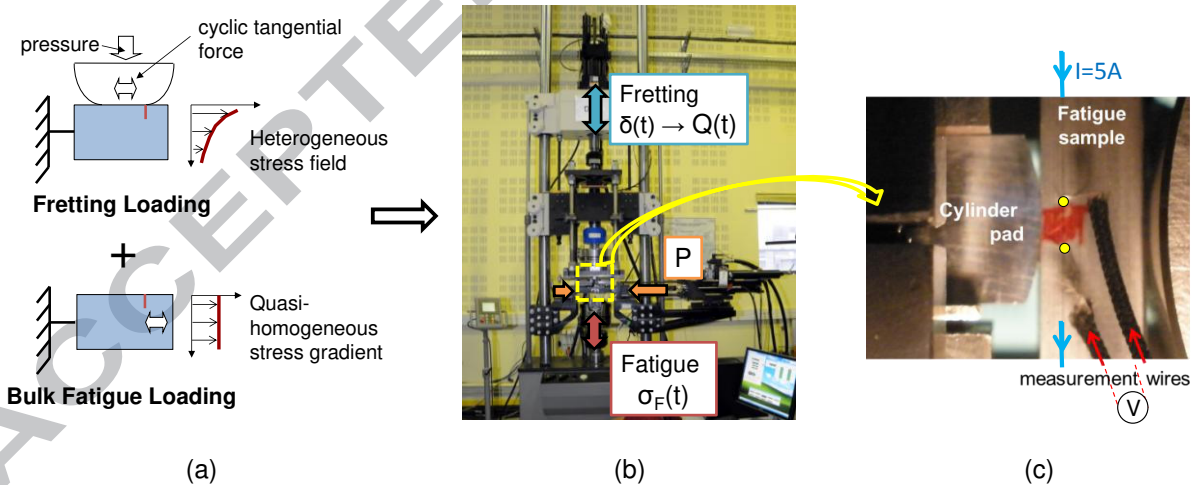 ACCEPTE
pressure
cyclic tangential
force
Heterogeneous
stress field
Fretting Loading
+
Quasi-
homogeneous
stress gradient
Bulk Fatigue Loading
(a)
Fretting
δ(t) → Q(t)
P
Fatigue
σF(t)
(b)
I=5A
Fatigue
sample
Cylinder
pad
measurement wires
V
(c)